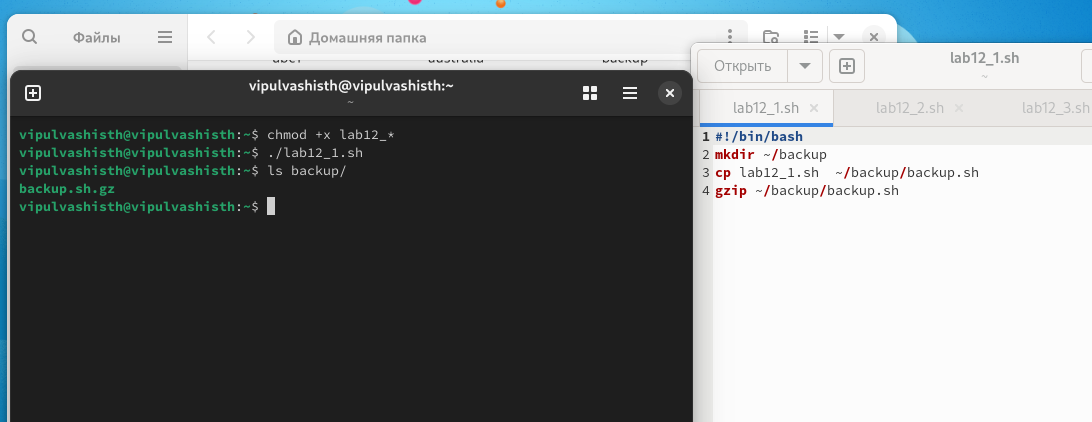 Файлы
Домашняя папка
australia
backup
vipulvashisth@vipulvashisth:~
~
vipulvashisth@vipulvashisth:~$ chmod +x lab12_*
vipulvashisth@vipulvashisth:~$ ./lab12_1.sh
vipulvashisth@vipulvashisth:~$ ls backup/
backup.sh.gz
vipulvashisth@vipulvashisth:~$
Открыть
lab12_1.sh
~
lab12_1.sh × lab12_2.sh × lab12_3.sh
1 #!/bin/bash
2 mkdir ~/backup
3 cp lab12_1.sh  ~/backup/backup.sh
4 gzip ~/backup/backup.sh